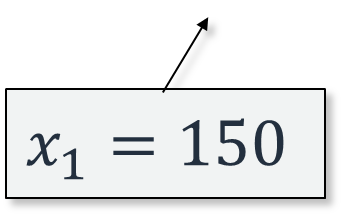 x₁ = 150